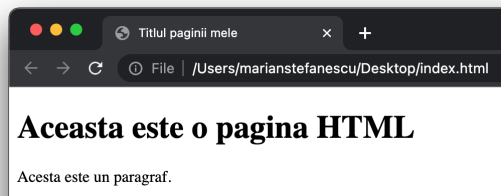 Titlul paginii mele
File | /Users/marianstefanescu/Desktop/index.html
Aceasta este o pagina HTML
Acesta este un paragraf.